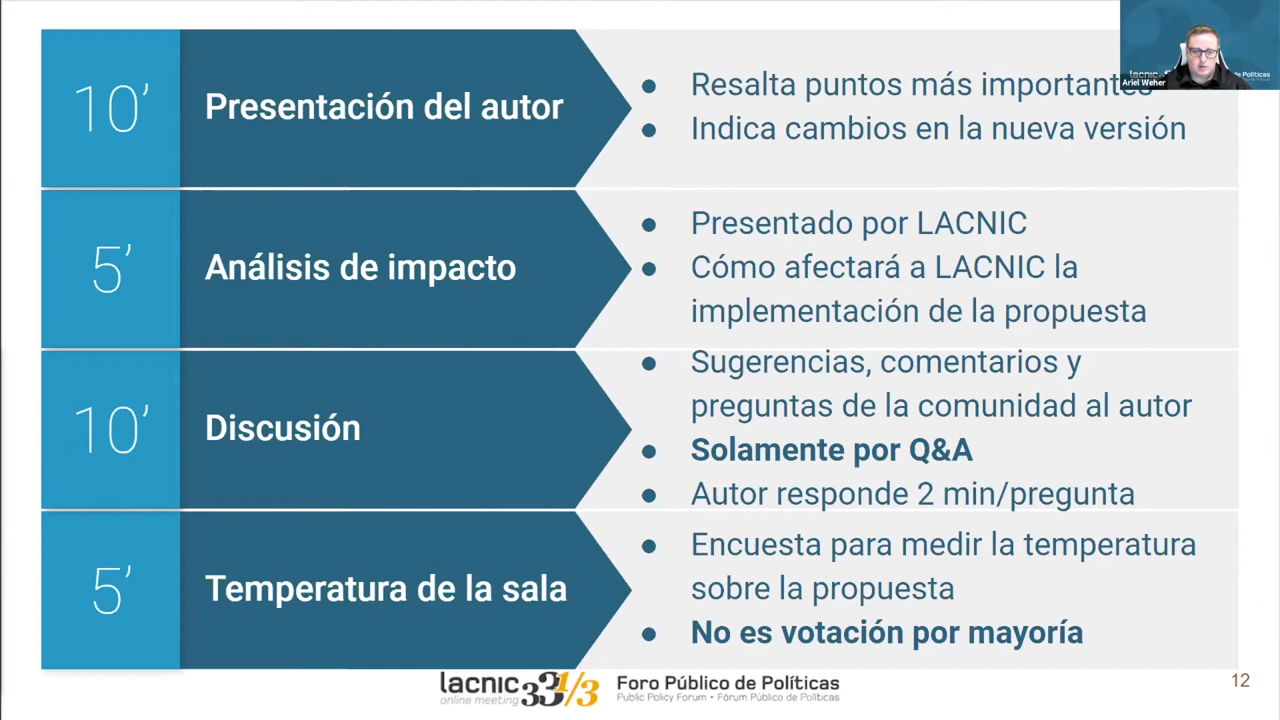 10’
Presentación del autor
Resalta puntos más importantes
Indica cambios en la nueva versión
5’
Análisis de impacto
Presentado por LACNIC
Cómo afectará a LACNIC la
implementación de la propuesta
10’
Discusión
Sugerencias, comentarios y
preguntas de la comunidad al autor
Solamente por Q&A
Autor responde 2 min/pregunta
5’
Temperatura de la sala
Encuesta para medir la temperatura
sobre la propuesta
No es votación por mayoría
lacnic 33 1/3
online meeting
Foro Público de Políticas
Public Policy Forum • Fórum Público de Políticas
12
lacnic
de Políticas
Ariel Weher